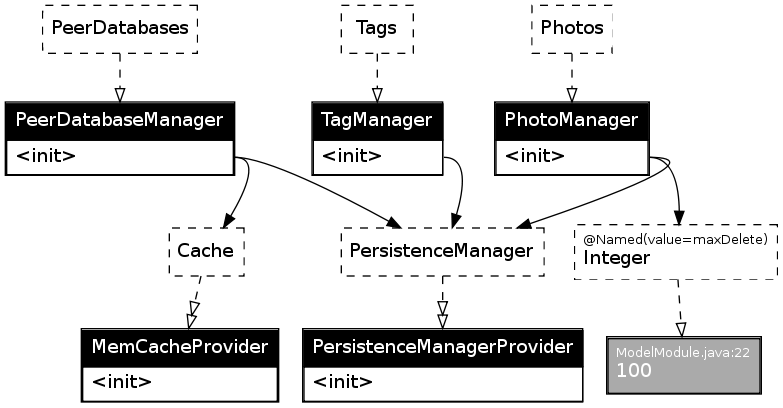 PeerDatabases
Tags
Photos
PeerDatabaseManager
<init>
TagManager
<init>
PhotoManager
<init>
Cache
PersistenceManager
@Named(value=maxDelete)
Integer
MemCacheProvider
<init>
PersistenceManagerProvider
<init>
ModelModule.java:22
100